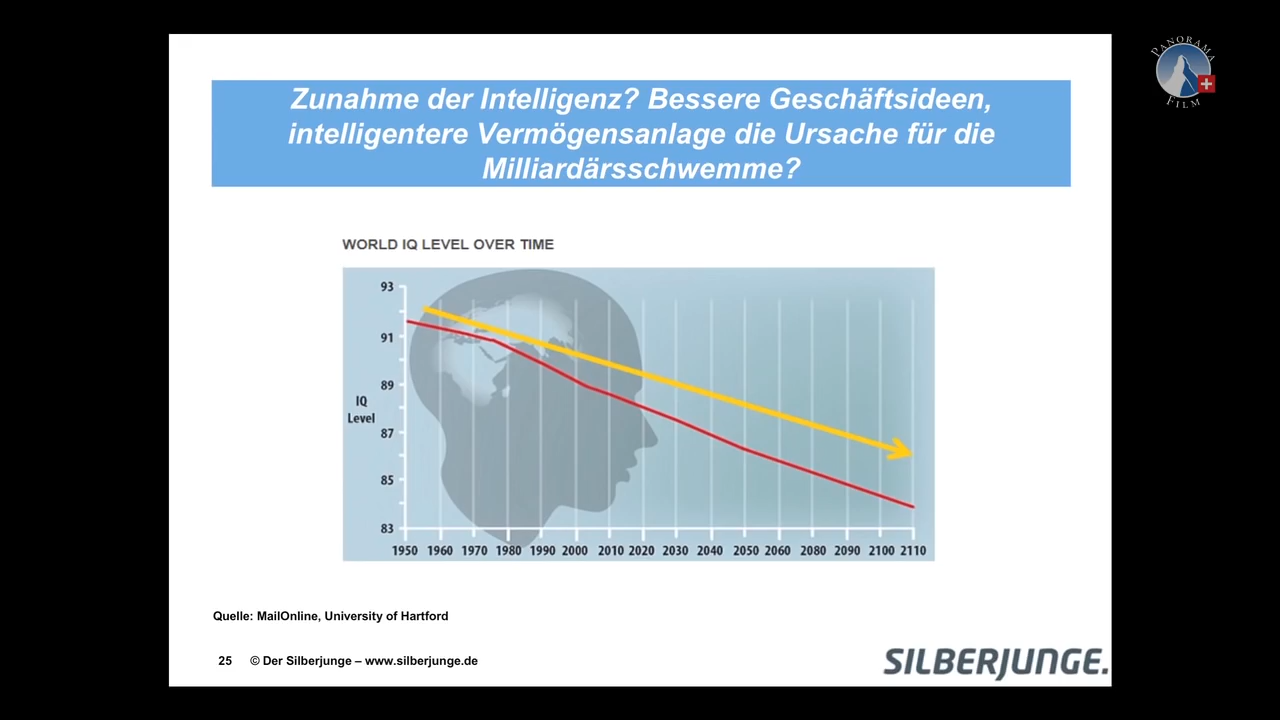 PANORAMA
FILM
Zunahme der Intelligenz? Bessere Geschäftsideen,
intelligentere Vermögensanlage die Ursache für die
Milliardärsschwemme?
WORLD IQ LEVEL OVER TIME
93
91
89
IQ
Level
87
85
83
1950 1960 1970 1980 1990 2000 2010 2020 2030 2040 2050 2060 2080 2090 2100 2110
Quelle: MailOnline, University of Hartford
25 © Der Silberjunge – www.silberjunge.de
SILBERJUNGE.